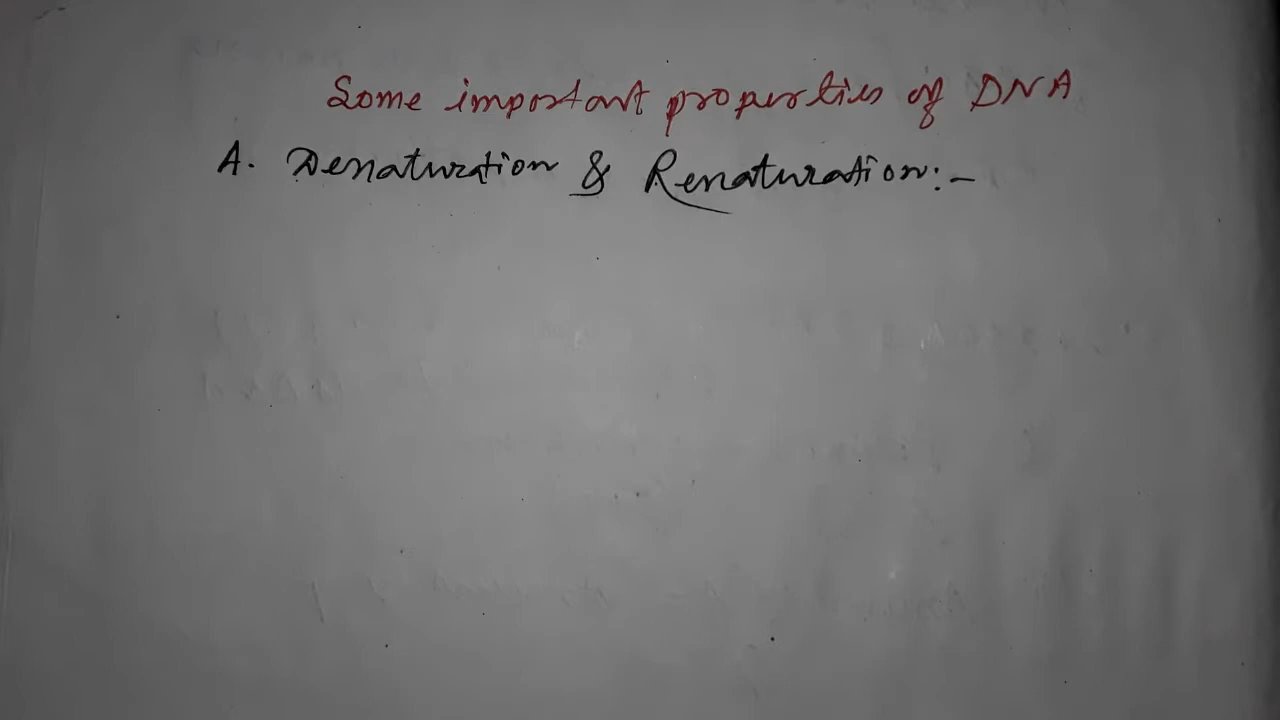 Some important properties of DNA
A. Denaturation & Renaturation:-